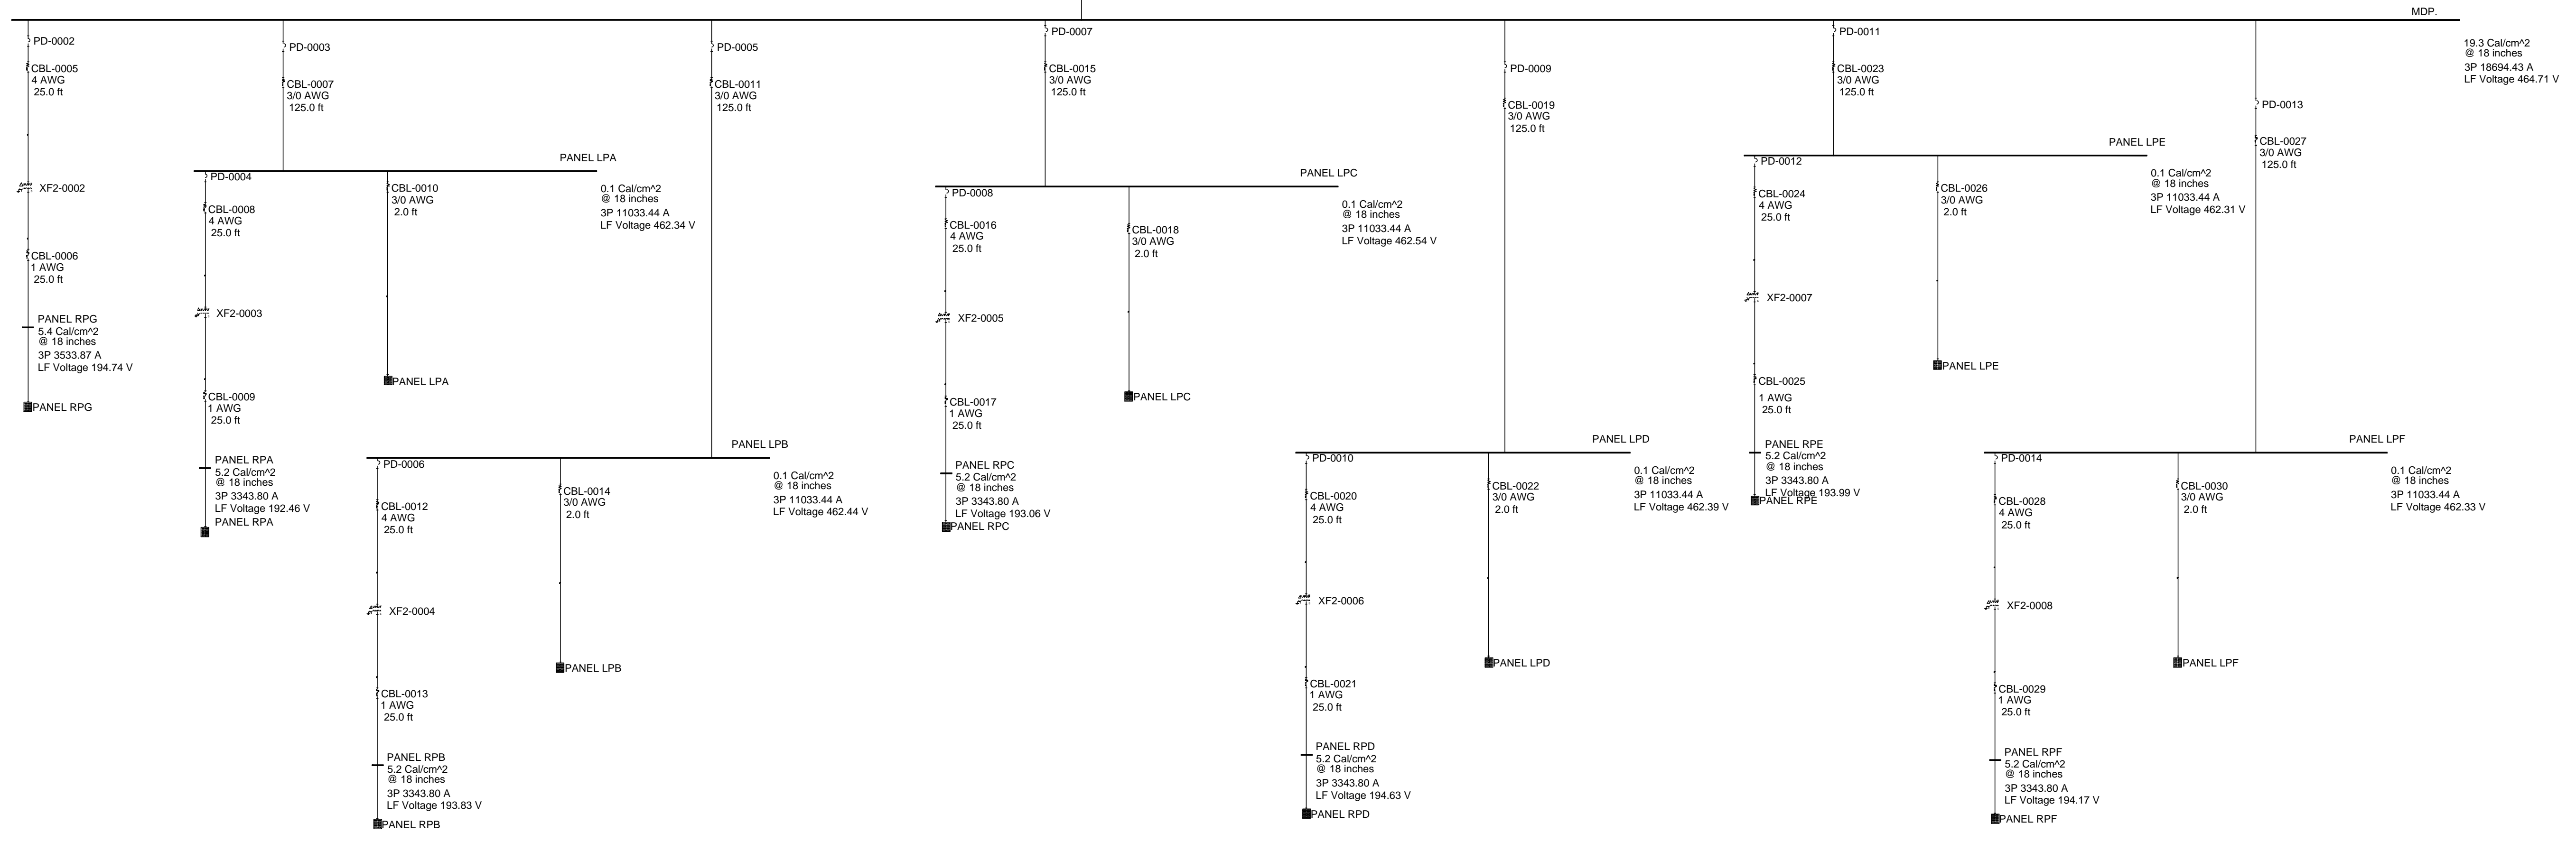 MDP.
19.3 Cal/cm^2
@ 18 inches
3P 18694.43 A
LF Voltage 464.71 V
PD-0002
CBL-0005
4 AWG
25.0 ft
XF2-0002
CBL-0006
1 AWG
25.0 ft
PANEL RPG
5.4 Cal/cm^2
@ 18 inches
3P 3533.87 A
LF Voltage 194.74 V
PANEL RPG
PD-0003
CBL-0007
3/0 AWG
125.0 ft
PANEL LPA
0.1 Cal/cm^2
@ 18 inches
3P 11033.44 A
LF Voltage 462.34 V
PD-0004
CBL-0008
4 AWG
25.0 ft
XF2-0003
CBL-0009
1 AWG
25.0 ft
PANEL RPA
5.2 Cal/cm^2
@ 18 inches
3P 3343.80 A
LF Voltage 192.46 V
PANEL RPA
CBL-0010
3/0 AWG
2.0 ft
PANEL LPA
PD-0005
CBL-0011
3/0 AWG
125.0 ft
PANEL LPB
0.1 Cal/cm^2
@ 18 inches
3P 11033.44 A
LF Voltage 462.44 V
PD-0006
CBL-0012
4 AWG
25.0 ft
XF2-0004
CBL-0013
1 AWG
25.0 ft
PANEL RPB
5.2 Cal/cm^2
@ 18 inches
3P 3343.80 A
LF Voltage 193.83 V
PANEL RPB
CBL-0014
3/0 AWG
2.0 ft
PANEL LPB
PD-0007
CBL-0015
3/0 AWG
125.0 ft
PANEL LPC
0.1 Cal/cm^2
@ 18 inches
3P 11033.44 A
LF Voltage 462.54 V
PD-0008
CBL-0016
4 AWG
25.0 ft
XF2-0005
CBL-0017
1 AWG
25.0 ft
PANEL RPC
5.2 Cal/cm^2
@ 18 inches
3P 3343.80 A
LF Voltage 193.06 V
PANEL RPC
CBL-0018
3/0 AWG
2.0 ft
PANEL LPC
PD-0009
CBL-0019
3/0 AWG
125.0 ft
PANEL LPD
0.1 Cal/cm^2
@ 18 inches
3P 11033.44 A
LF Voltage 462.39 V
PD-0010
CBL-0020
4 AWG
25.0 ft
XF2-0006
CBL-0021
1 AWG
25.0 ft
PANEL RPD
5.2 Cal/cm^2
@ 18 inches
3P 3343.80 A
LF Voltage 194.63 V
PANEL RPD
CBL-0022
3/0 AWG
2.0 ft
PANEL LPD
PD-0011
CBL-0023
3/0 AWG
125.0 ft
PANEL LPE
0.1 Cal/cm^2
@ 18 inches
3P 11033.44 A
LF Voltage 462.31 V
PD-0012
CBL-0024
4 AWG
25.0 ft
XF2-0007
CBL-0025
1 AWG
25.0 ft
PANEL RPE
5.2 Cal/cm^2
@ 18 inches
3P 3343.80 A
LF Voltage 193.99 V
PANEL RPE
CBL-0026
3/0 AWG
2.0 ft
PANEL LPE
PD-0013
CBL-0027
3/0 AWG
125.0 ft
PANEL LPF
0.1 Cal/cm^2
@ 18 inches
3P 11033.44 A
LF Voltage 462.33 V
PD-0014
CBL-0028
4 AWG
25.0 ft
XF2-0008
CBL-0029
1 AWG
25.0 ft
PANEL RPF
5.2 Cal/cm^2
@ 18 inches
3P 3343.80 A
LF Voltage 194.17 V
PANEL RPF
CBL-0030
3/0 AWG
2.0 ft
PANEL LPF